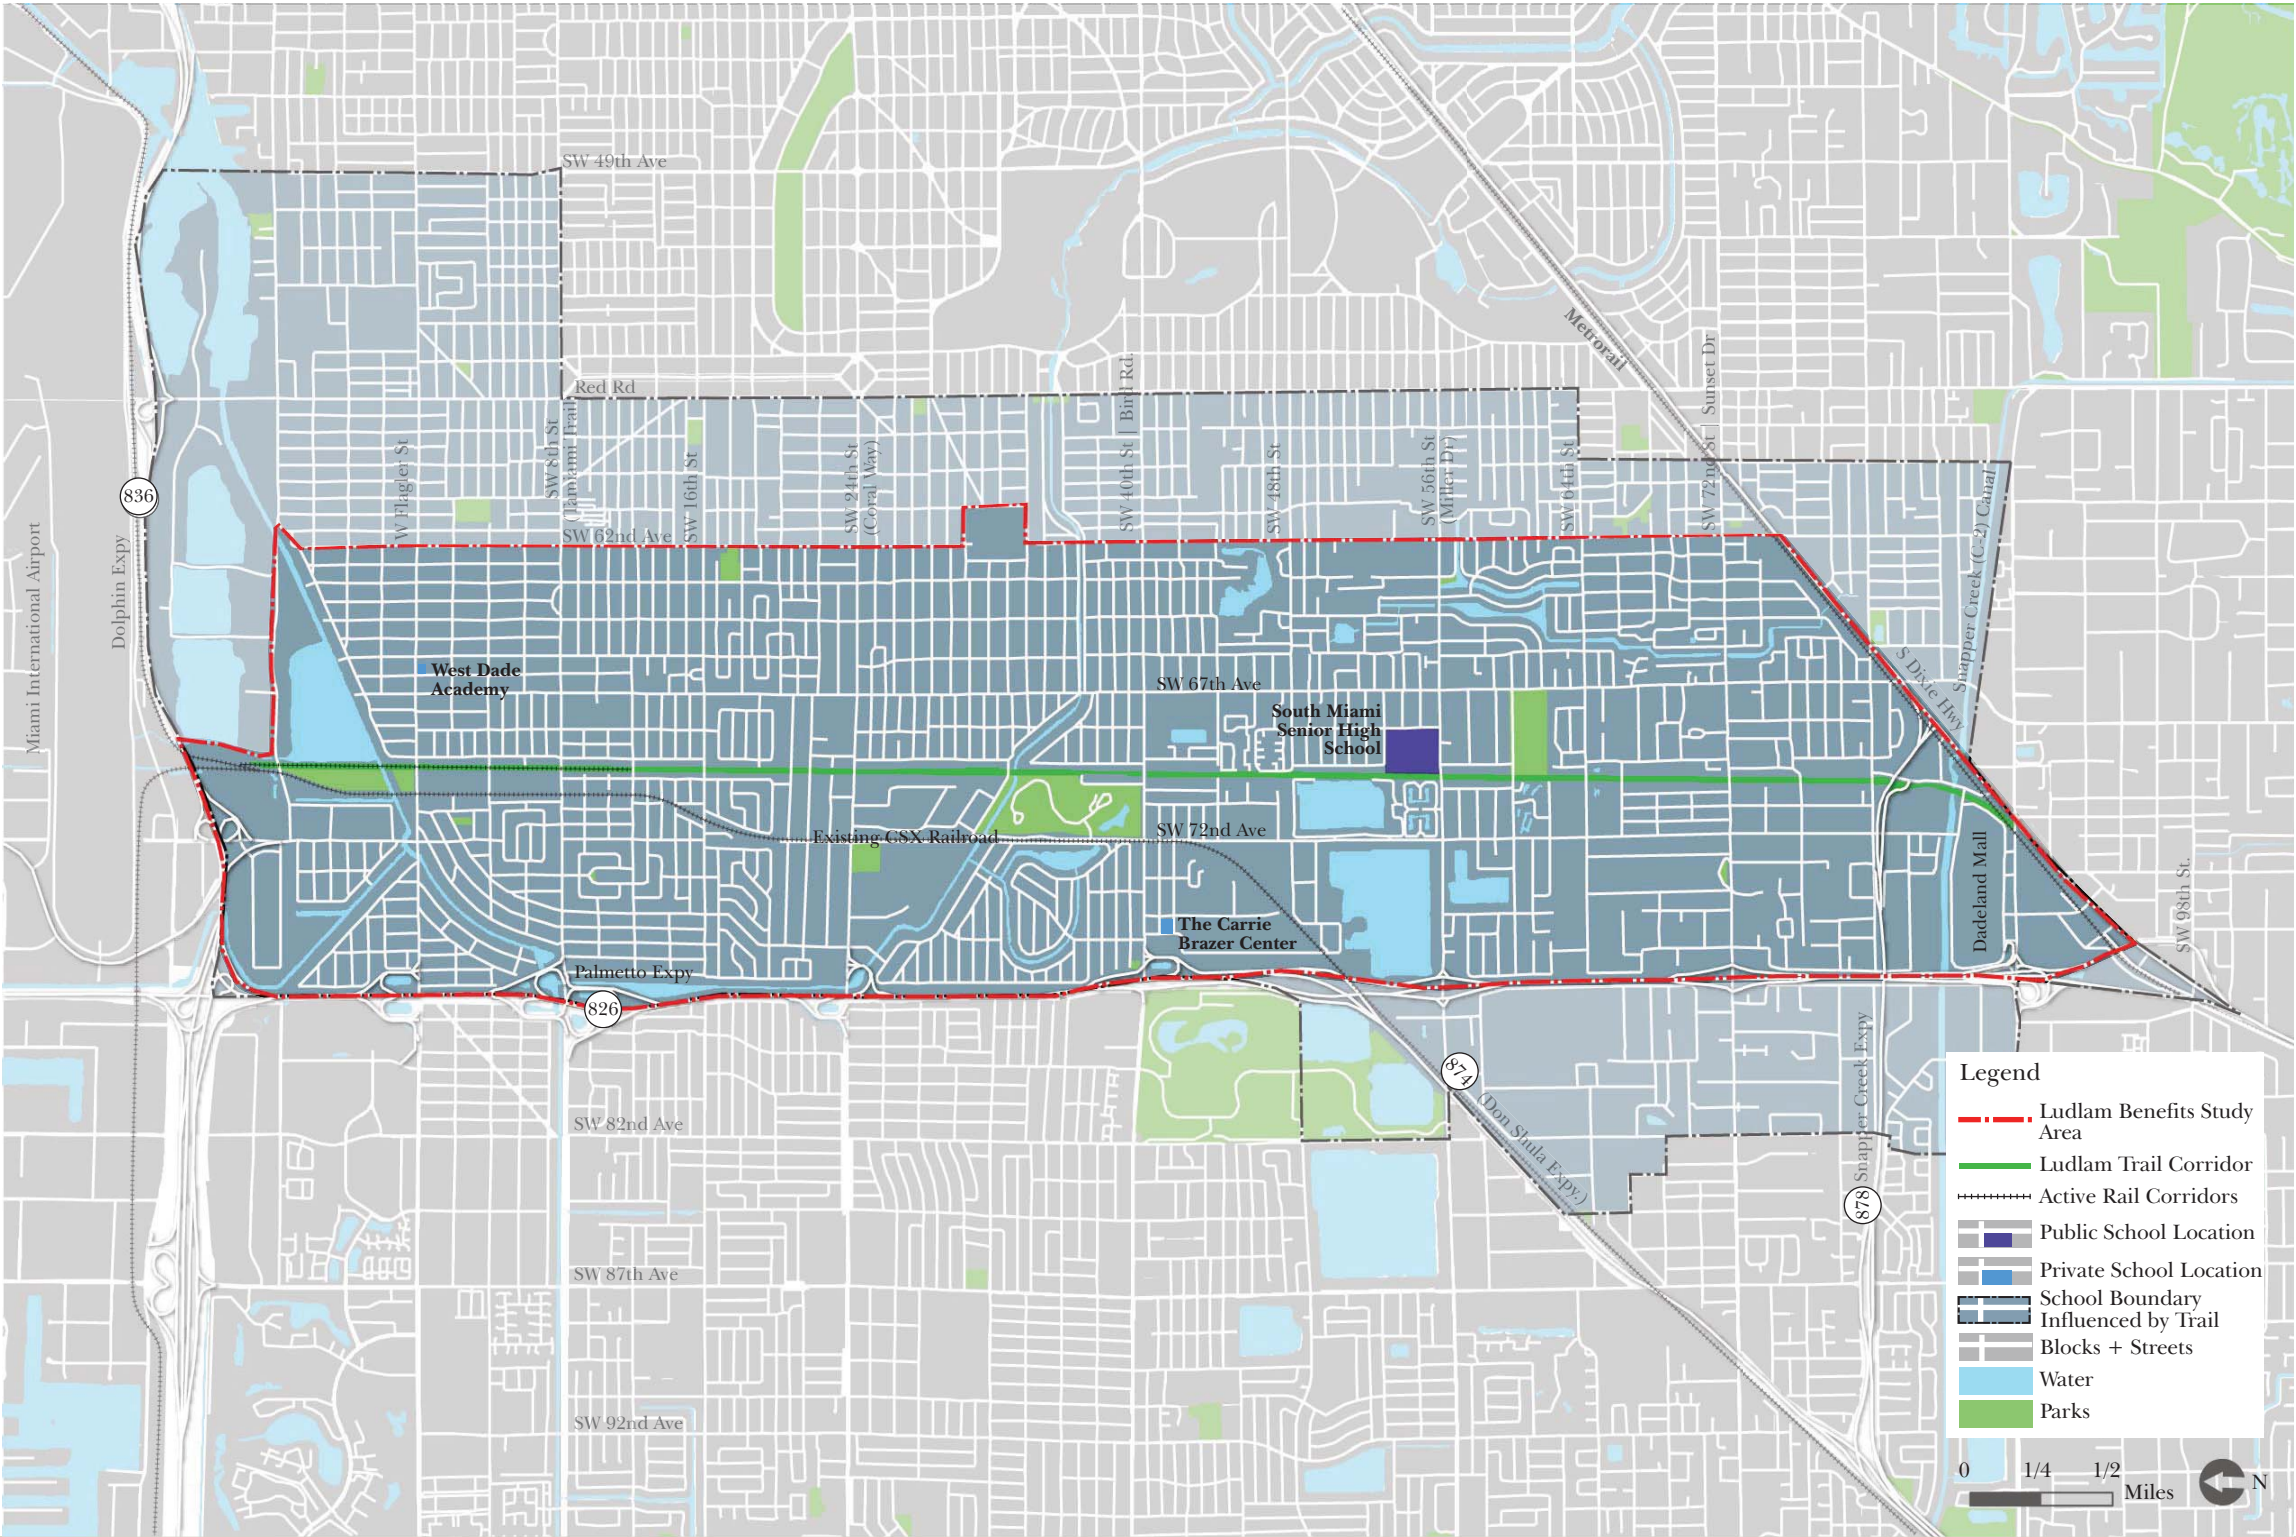 SW 49th Ave
Metrorail
Red Rd
W Flagler St
SW 8th St
(Tamiami Trail)
SW 16th St
SW 24th St
(Coral Way)
SW 40th St | Bird Rd.
SW 48th St
SW 56th St
(Miller Dr)
SW 64th St
SW 72nd St | Sunset Dr
Snapper Creek (C-2) Canal
836
SW 62nd Ave
Miami International Airport
Dolphin Expy
West Dade
Academy
SW 67th Ave
S Dixie Hwy
South Miami
Senior High
School
Existing CSX Railroad
SW 72nd Ave
Dadeland Mall
SW 98th St.
The Carrie
Brazer Center
Palmetto Expy
826
874
(Don Shula Expy.)
Snapper Creek Expy
878
SW 82nd Ave
SW 87th Ave
SW 92nd Ave
Legend
Ludlam Benefits Study
Area
Ludlam Trail Corridor
Active Rail Corridors
Public School Location
Private School Location
School Boundary
Influenced by Trail
Blocks + Streets
Water
Parks
0 1/4 1/2
Miles
N